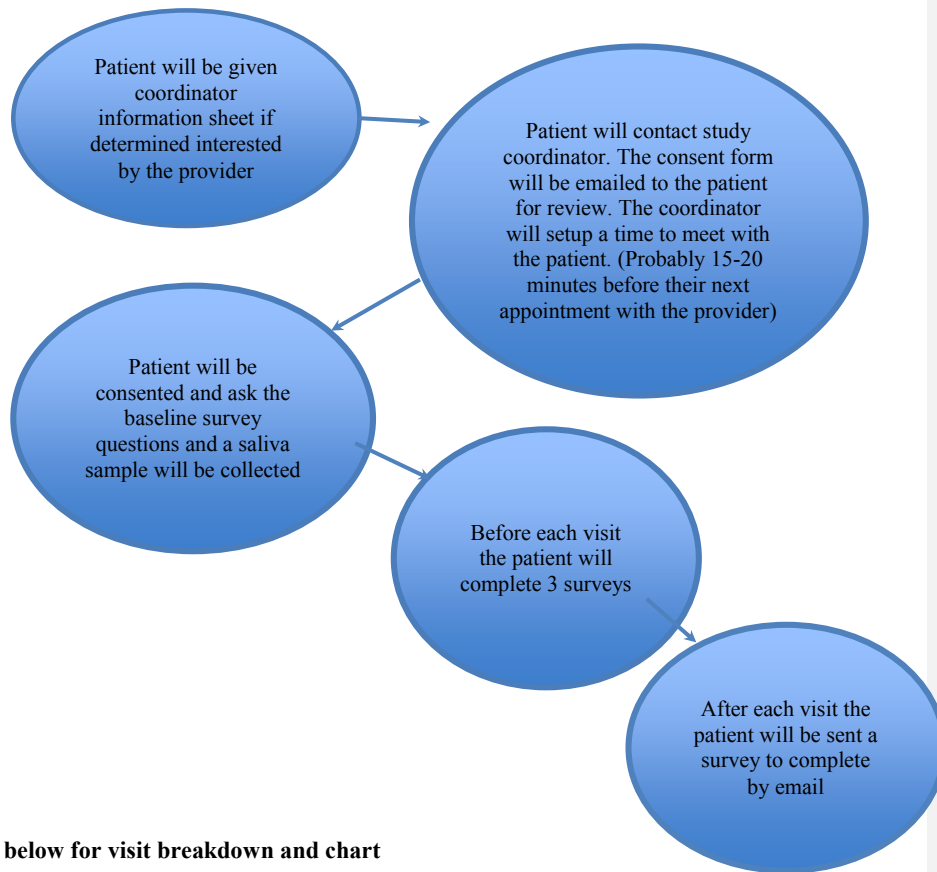 Patient will be given
coordinator
information sheet if
determined interested
by the provider
Patient will contact study
coordinator. The consent form
will be emailed to the patient
for review. The coordinator
will setup a time to meet with
the patient. (Probably 15-20
minutes before their next
appointment with the provider)
Patient will be
consented and ask the
baseline survey
questions and a saliva
sample will be collected
Before each visit
the patient will
complete 3 surveys
After each visit the
patient will be sent a
survey to complete
by email
below for visit breakdown and chart